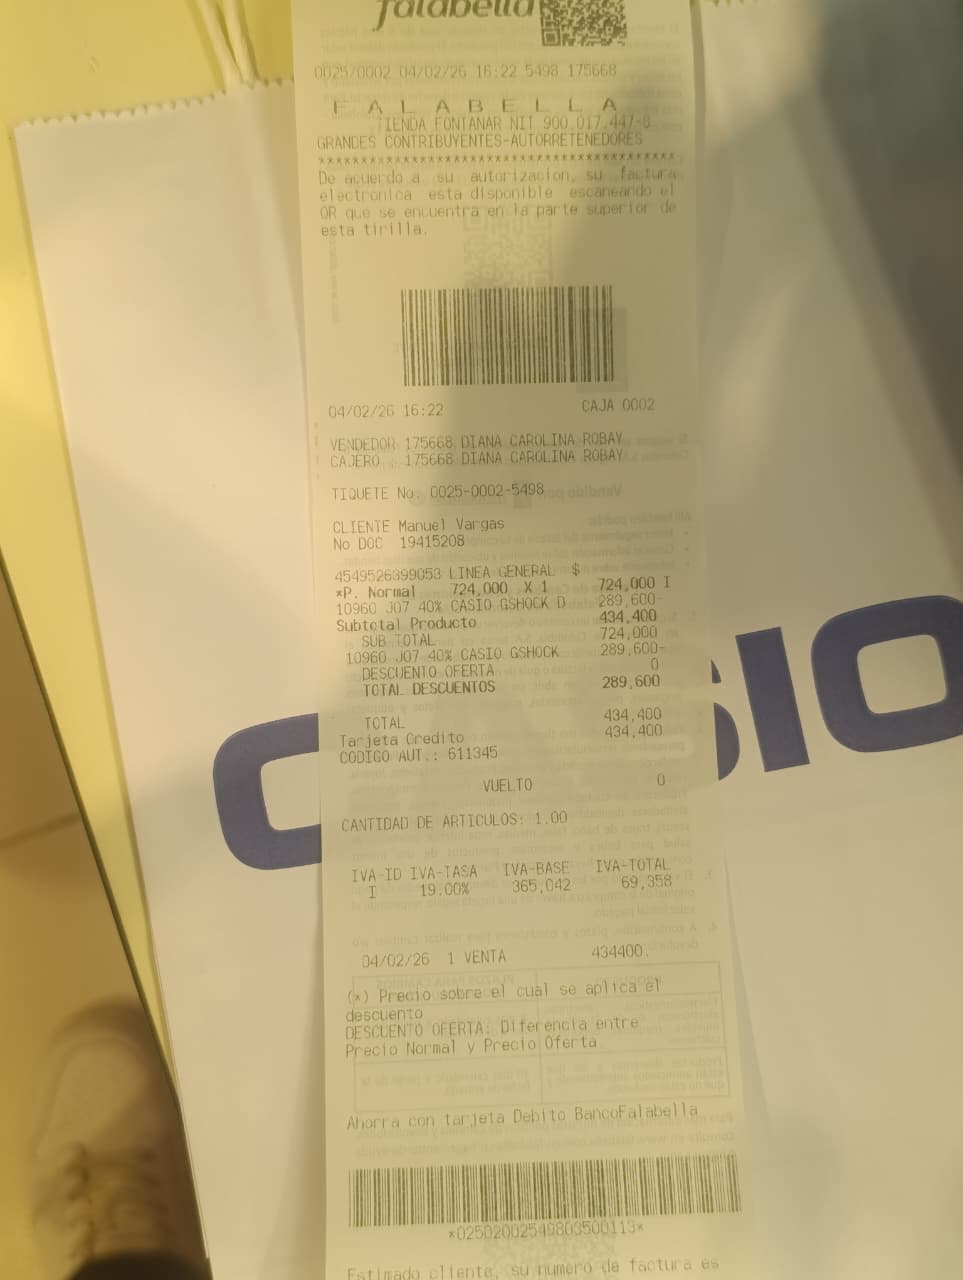 falabella
0025/0002 04/02/26 16:22 5498 175668
F A L A B E L L A
TIENDA FONTANAR NIT 900.017.447-8
GRANDES CONTRIBUYENTES-AUTORRETENEDORES
******************************************
De acuerdo a su autorizacion, su factura
electronica esta disponible escaneando el
QR que se encuentra en la parte superior de
esta tirilla.
04/02/26 16:22 CAJA 0002
VENDEDOR 175668 DIANA CAROLINA ROBAY
CAJERO : 175668 DIANA CAROLINA ROBAY
TIQUETE No. 0025-0002-5498
CLIENTE Manuel Vargas
No DOC 19415208
4549526399053 LINEA GENERAL $
*P. Normal 724,000 X 1 724,000 I
10960 J07 40% CASIO GSHOCK D 289,600-
Subtotal Producto 434,400
SUB TOTAL 724,000
10960 J07 40% CASIO GSHOCK 289,600-
DESCUENTO OFERTA 0
TOTAL DESCUENTOS 289,600
TOTAL 434,400
Tarjeta Credito 434,400
CODIGO AUT.: 611345
VUELTO 0
CANTIDAD DE ARTICULOS: 1.00
IVA-ID IVA-TASA IVA-BASE IVA-TOTAL
I 19.00% 365,042 69,358
04/02/26 1 VENTA 434400.
(*) Precio sobre el cual se aplica el
descuento
DESCUENTO OFERTA: Diferencia entre
Precio Normal y Precio Oferta
Ahorra con tarjeta Debito BancoFalabella
*02502002549803500113*
Estimado cliente, su numero de factura es
CASIO